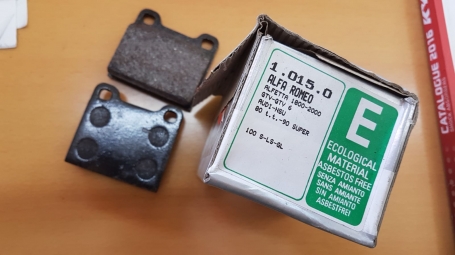 1.015.0
ALFA ROMEO
ALFETTA 1800-2000
GTV-GTV 6
AUDI-NSU
80 t.t.-90 SUPER
100 S-LS-GL
E
ECOLOGICAL
MATERIAL
ASBESTOS FREE
SENZA AMIANTO
SANS AMIANTE
SIN AMIANTO
ASBESTFREI
CATALOGUE 2016